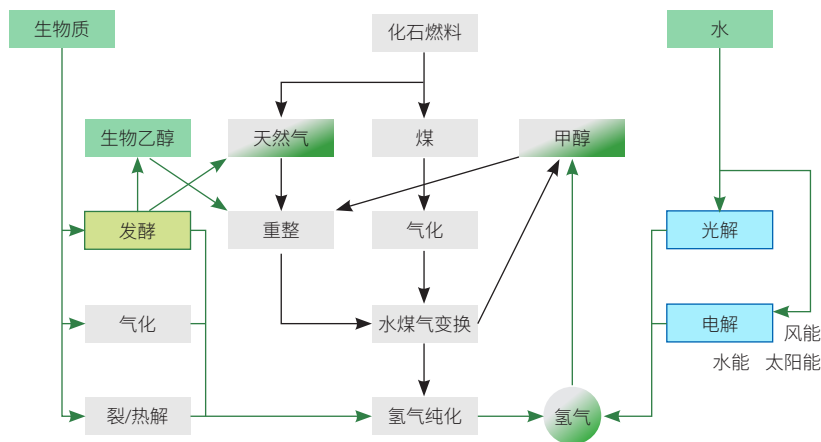 生物质
化石燃料
水
生物乙醇
天然气
煤
甲醇
发酵
重整
气化
光解
气化
水煤气变换
电解
风能
水能 太阳能
裂/热解
氢气纯化
氢气